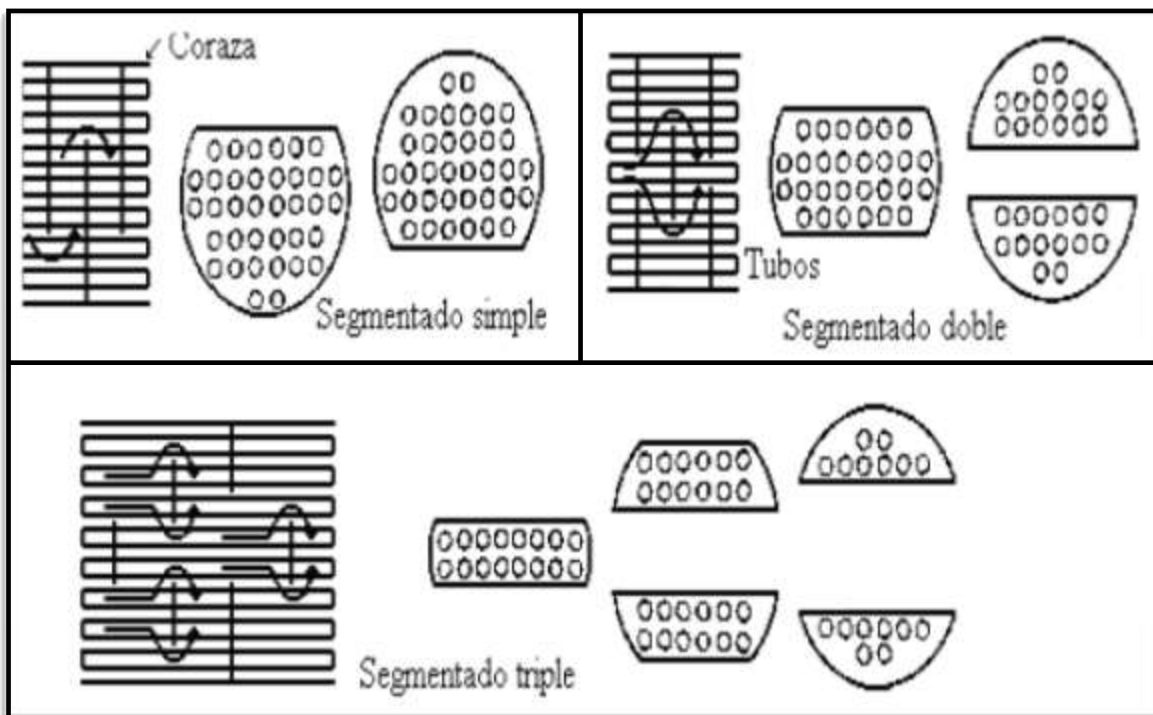 Coraza
Segmentado simple
Tubos
Segmentado doble
Segmentado triple